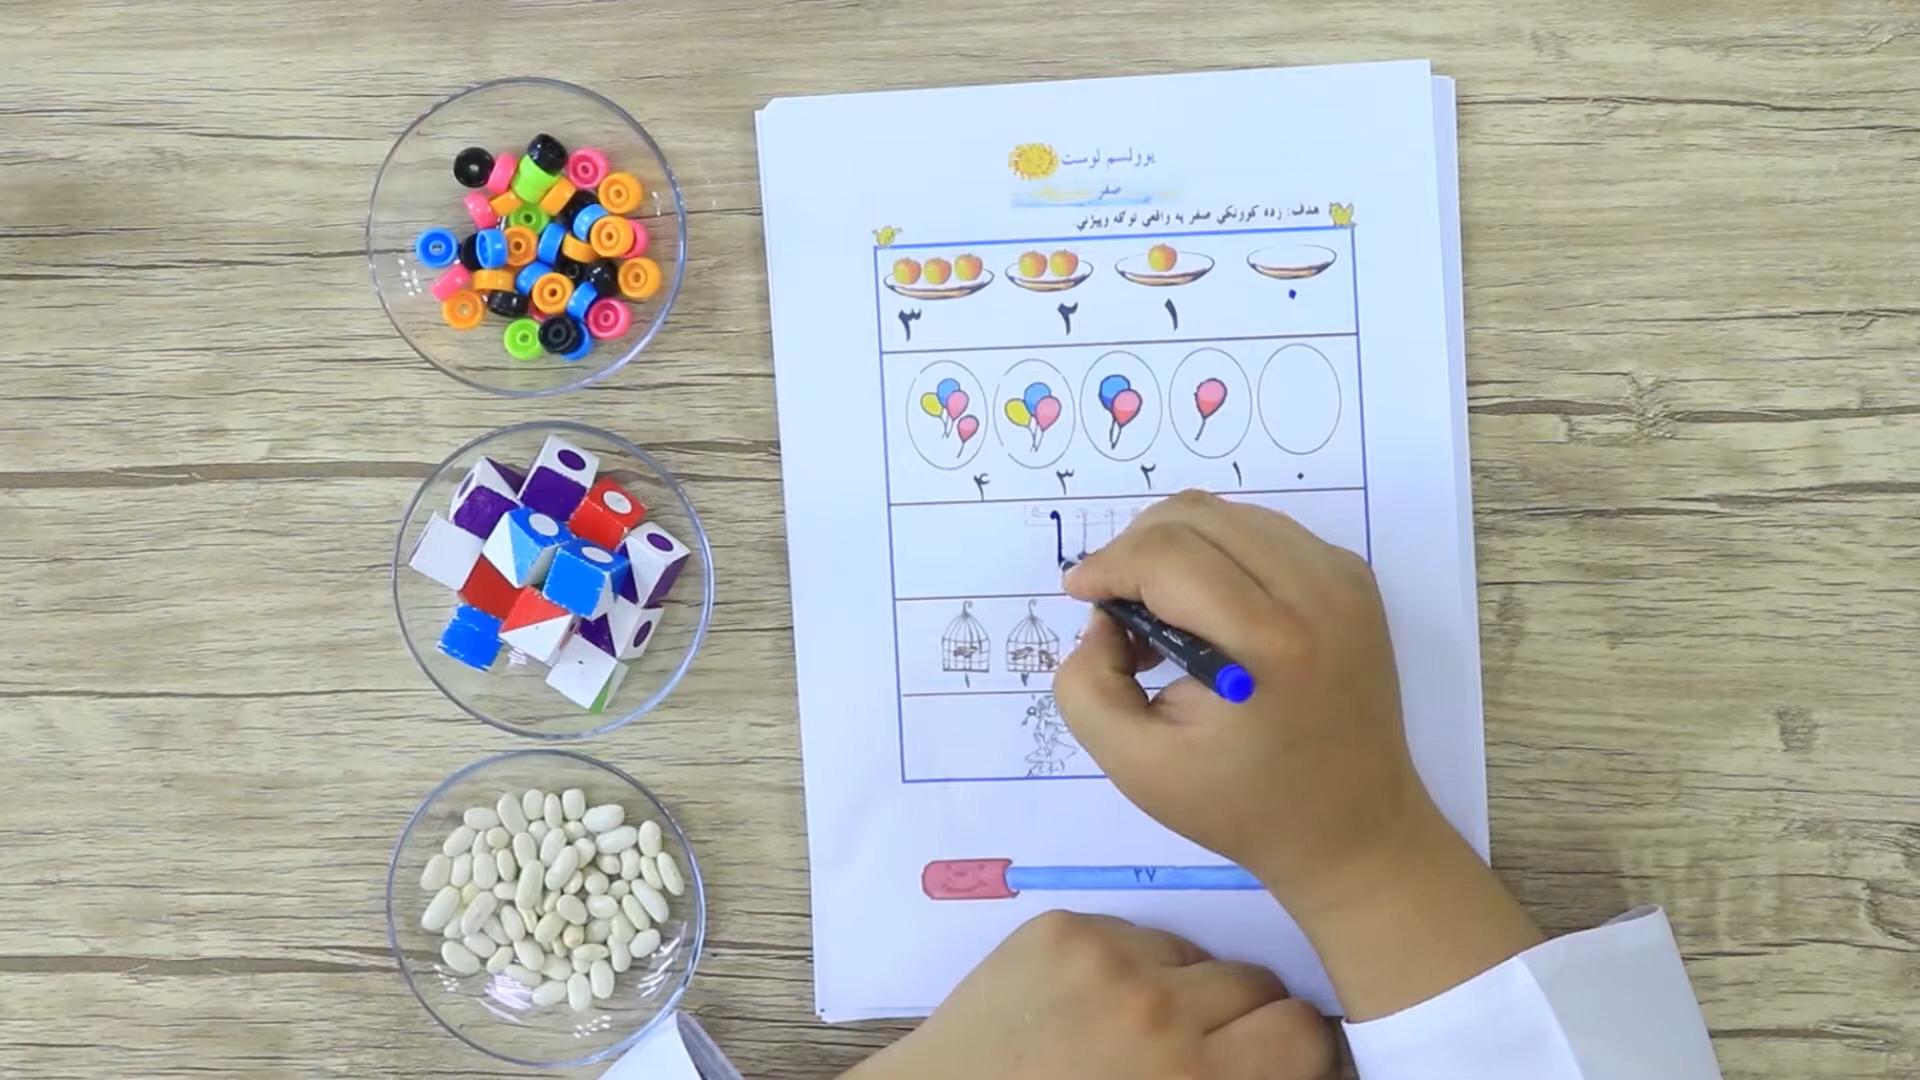 یوولسم لوست
صفر
هدف: زده کوونکي صفر په واقعي توګه وپیژني.
۰ ۱ ۲ ۳
۰ ۱ ۲ ۳ ۴
۱ ۲
۲۷